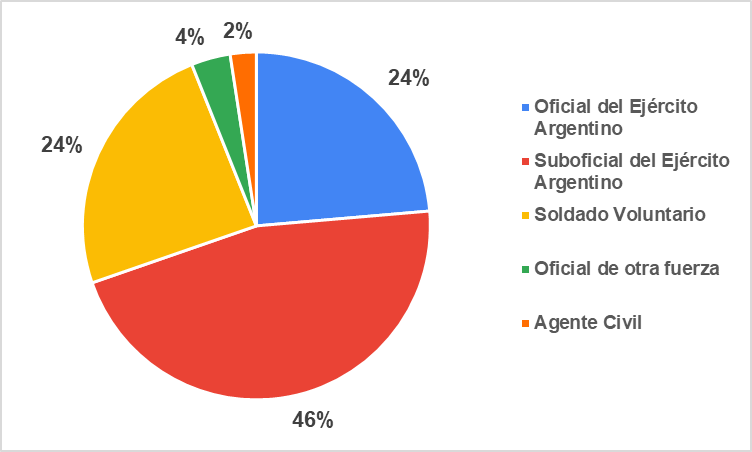 2%
4%
24%
24%
46%
Oficial del Ejército
Argentino
Suboficial del Ejército
Argentino
Soldado Voluntario
Oficial de otra fuerza
Agente Civil